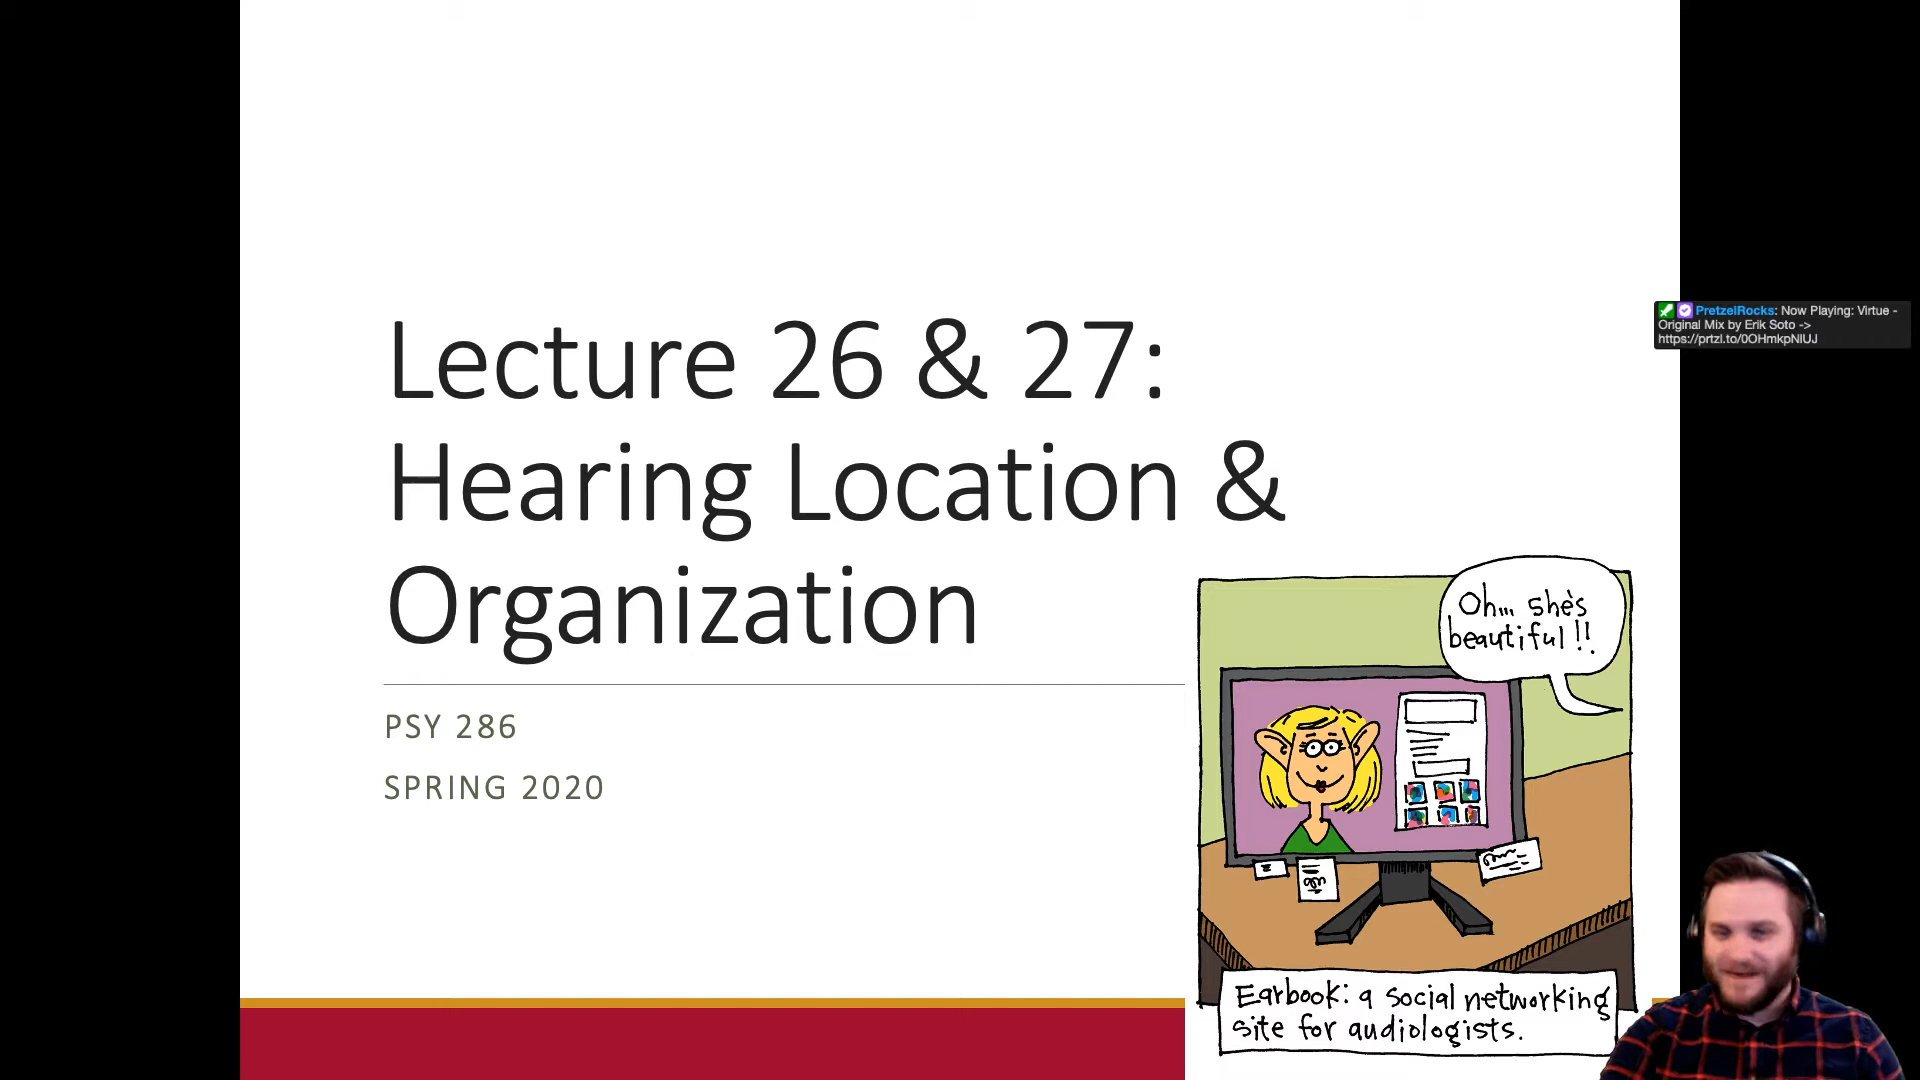 Lecture 26 & 27:
Hearing Location &
Organization
PSY 286
SPRING 2020
Oh... she's
beautiful!!
Earbook: a social networking
site for audiologists.
PretzelRocks: Now Playing: Virtue -
Original Mix by Erik Soto ->
https://prtzl.to/0OHmkpNIUJ